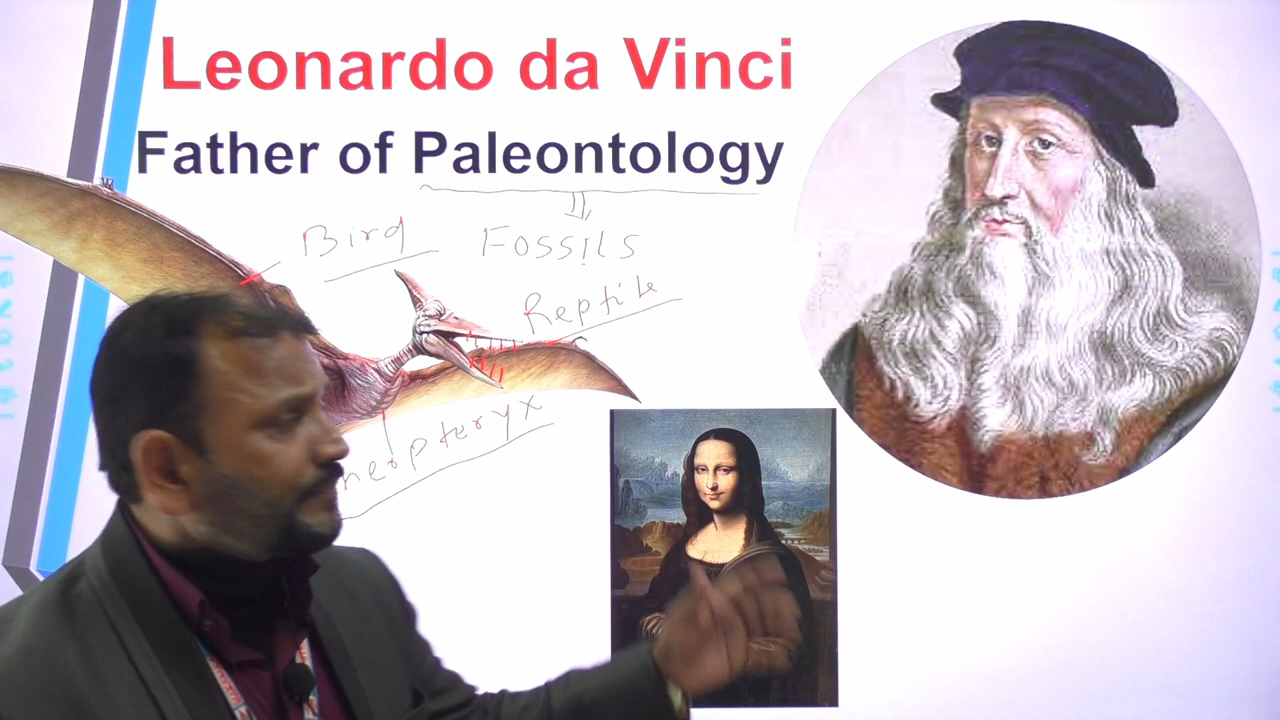 Leonardo da Vinci
Father of Paleontology
Bird
Fossils
Reptile